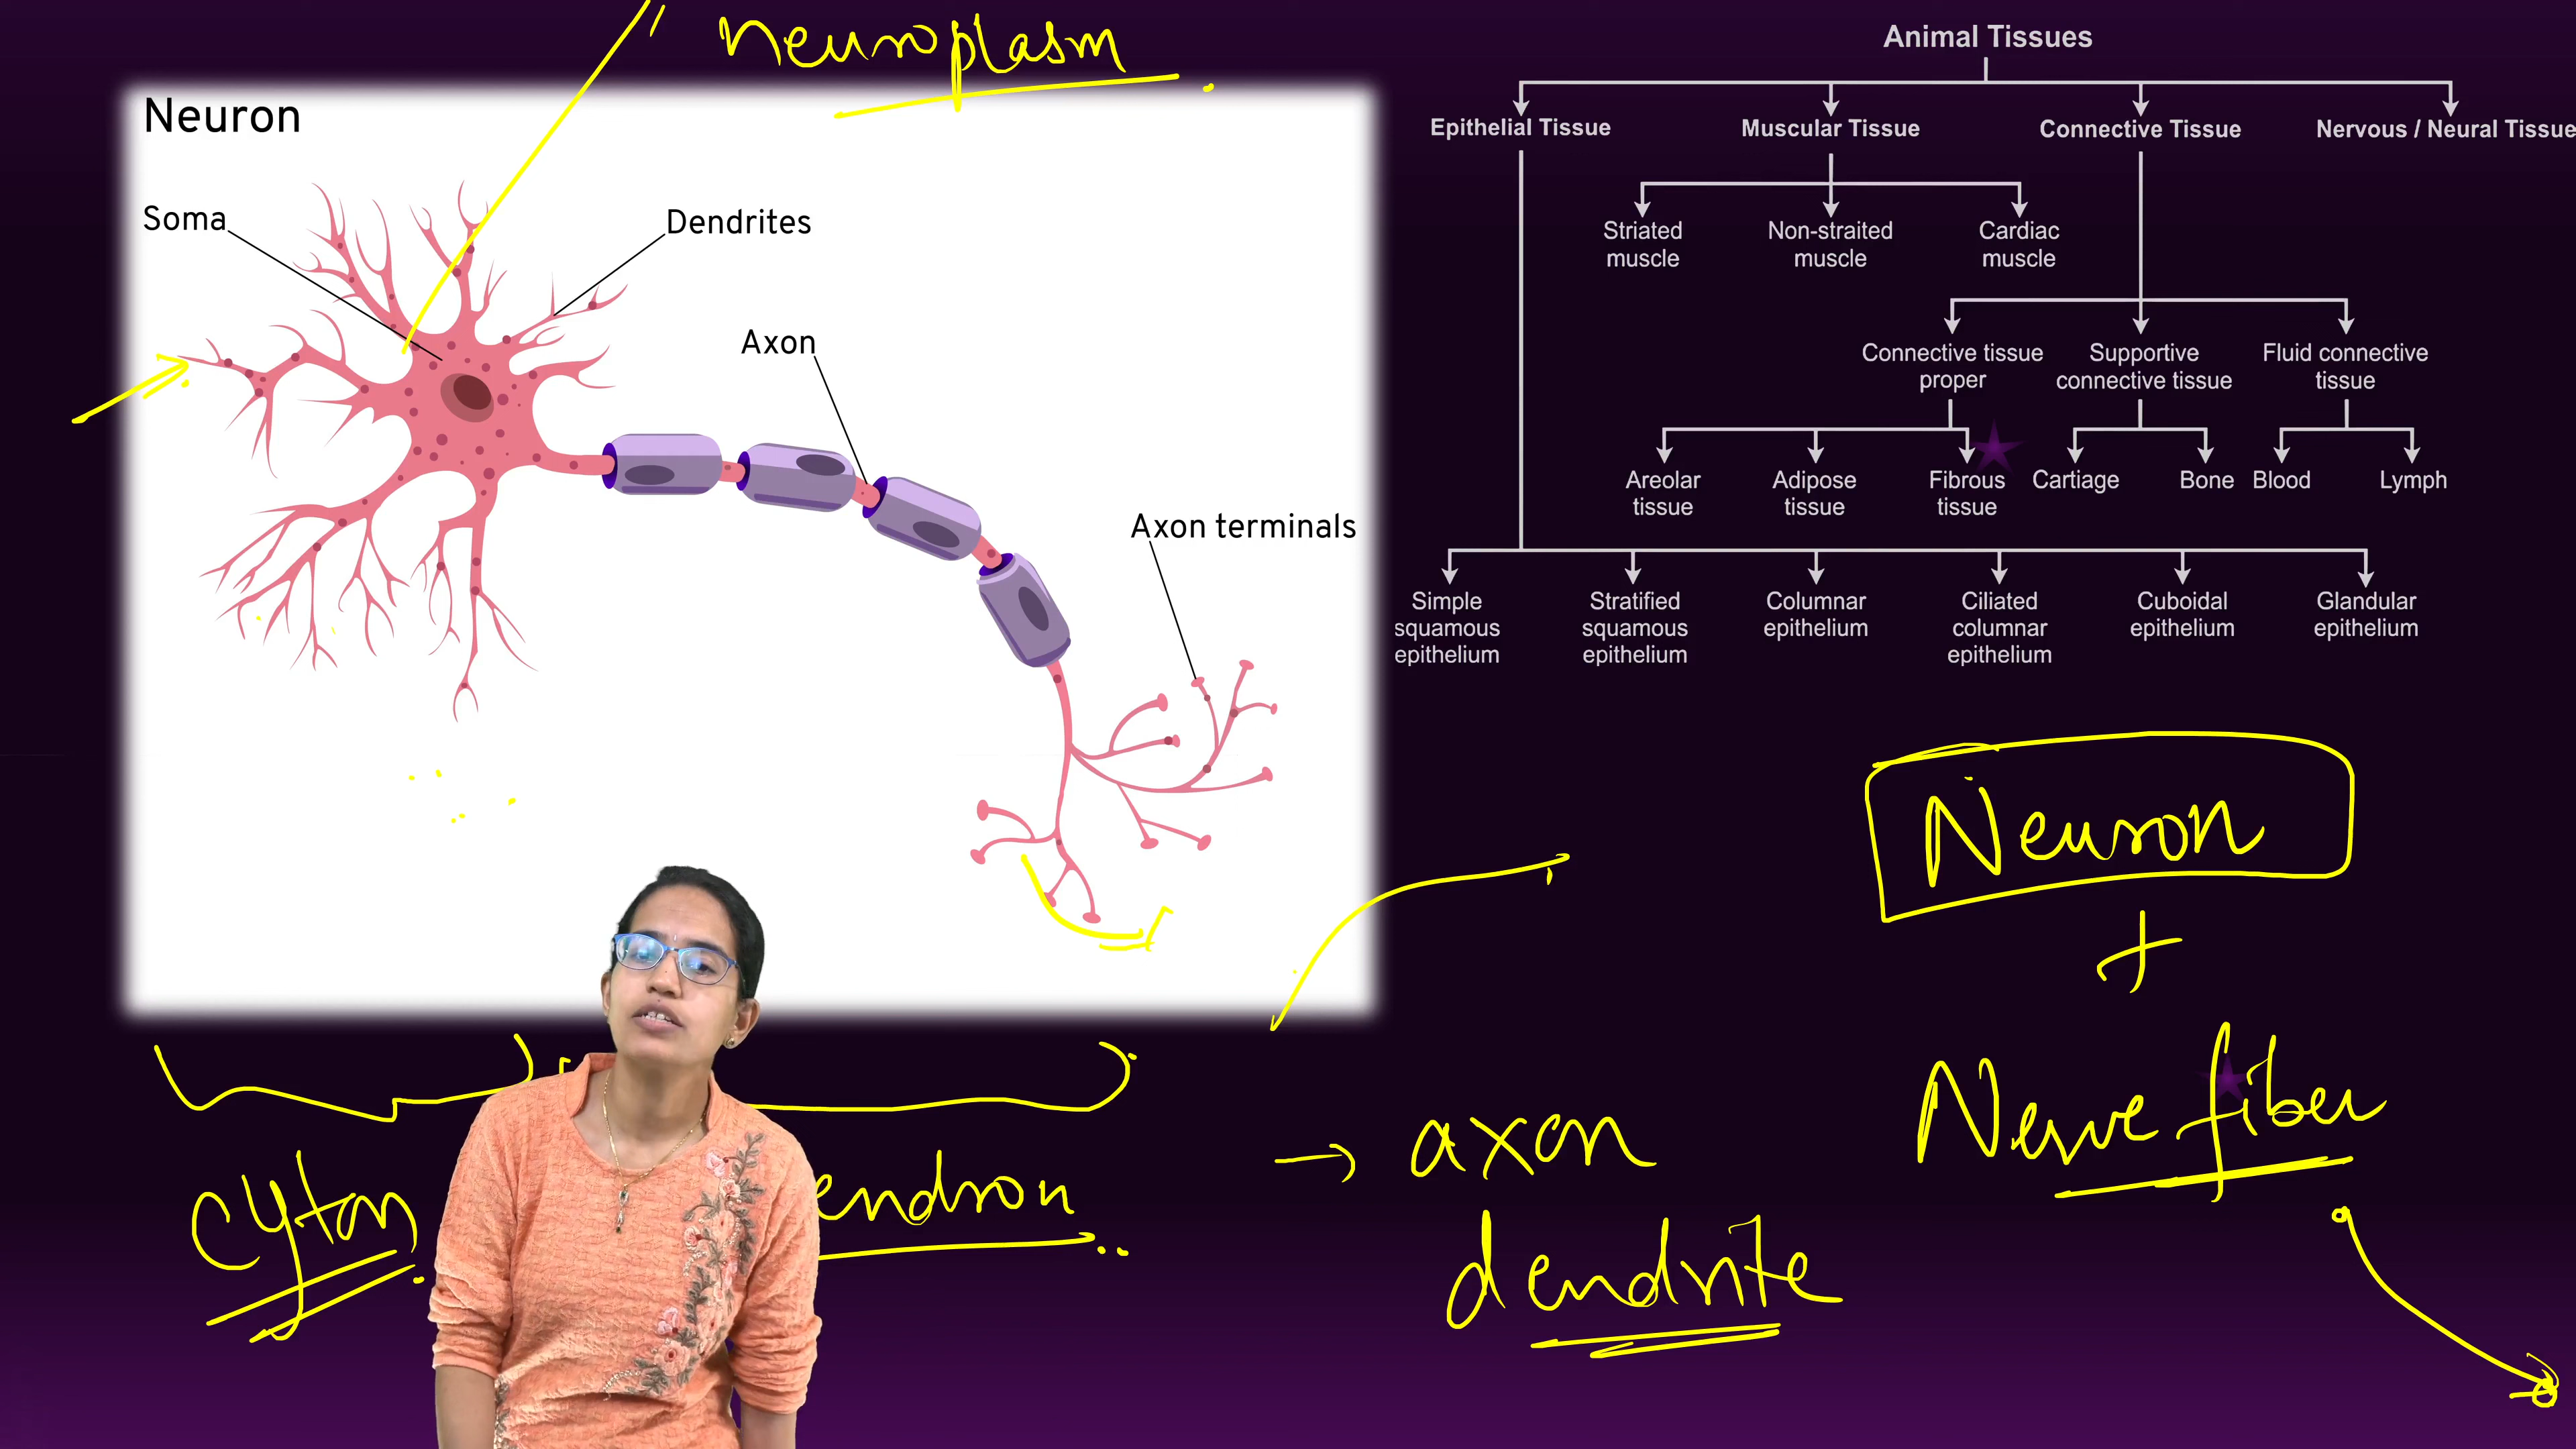 neuroplasm
Neuron
Soma
Dendrites
Axon
Axon terminals
Animal Tissues
Epithelial Tissue
Muscular Tissue
Connective Tissue
Nervous / Neural Tissue
Striated
muscle
Non-straited
muscle
Cardiac
muscle
Connective tissue
proper
Supportive
connective tissue
Fluid connective
tissue
Areolar
tissue
Adipose
tissue
Fibrous
tissue
Cartiage
Bone
Blood
Lymph
Simple
squamous
epithelium
Stratified
squamous
epithelium
Columnar
epithelium
Ciliated
columnar
epithelium
Cuboidal
epithelium
Glandular
epithelium
Neuron
+
Nerve fiber
cyton
endron
→ axon
dendrite